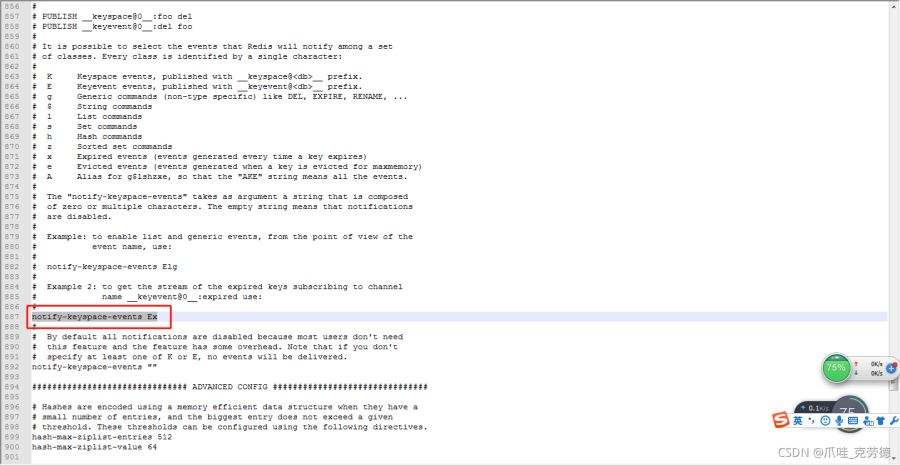 856 #
857 # PUBLISH __keyspace@0__:foo del
858 # PUBLISH __keyevent@0__:del foo
859 #
860 # It is possible to select the events that Redis will notify among a set
861 # of classes. Every class is identified by a single character:
862 #
863 # K Keyspace events, published with __keyspace@<db>__ prefix.
864 # E Keyevent events, published with __keyevent@<db>__ prefix.
865 # g Generic commands (non-type specific) like DEL, EXPIRE, RENAME, ...
866 # $ String commands
867 # l List commands
868 # s Set commands
869 # h Hash commands
870 # z Sorted set commands
871 # x Expired events (events generated every time a key expires)
872 # e Evicted events (events generated when a key is evicted for maxmemory)
873 # A Alias for g$lshzxe, so that the "AKE" string means all the events.
874 #
875 # The "notify-keyspace-events" takes as argument a string that is composed
876 # of zero or multiple characters. The empty string means that notifications
877 # are disabled.
878 #
879 # Example: to enable list and generic events, from the point of view of the
880 # event name, use:
881 #
882 # notify-keyspace-events Elg
883 #
884 # Example 2: to get the stream of the expired keys subscribing to channel
885 # name __keyevent@0__:expired use:
886 #
887 notify-keyspace-events Ex
888 #
889 # By default all notifications are disabled because most users don't need
890 # this feature and the feature has some overhead. Note that if you don't
891 # specify at least one of K or E, no events will be delivered.
892 notify-keyspace-events ""
893
894 ############################### ADVANCED CONFIG ###############################
895
896 # Hashes are encoded using a memory efficient data structure when they have a
897 # small number of entries, and the biggest entry does not exceed a given
898 # threshold. These thresholds can be configured using the following directives.
899 hash-max-ziplist-entries 512
900 hash-max-ziplist-value 64
901
75%
0K/s
0K/s
0.1K/s
75
英
CSDN @爪哇_克劳德